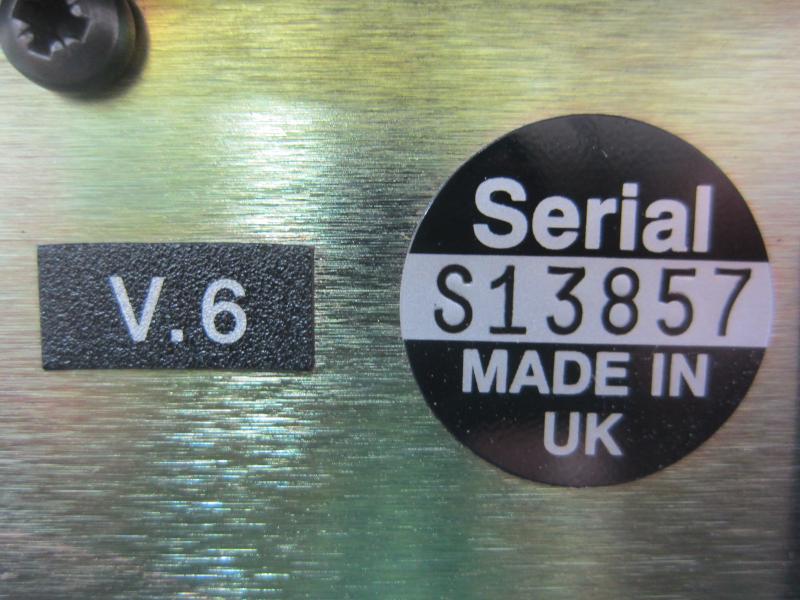 V.6
Serial
S13857
MADE IN
UK